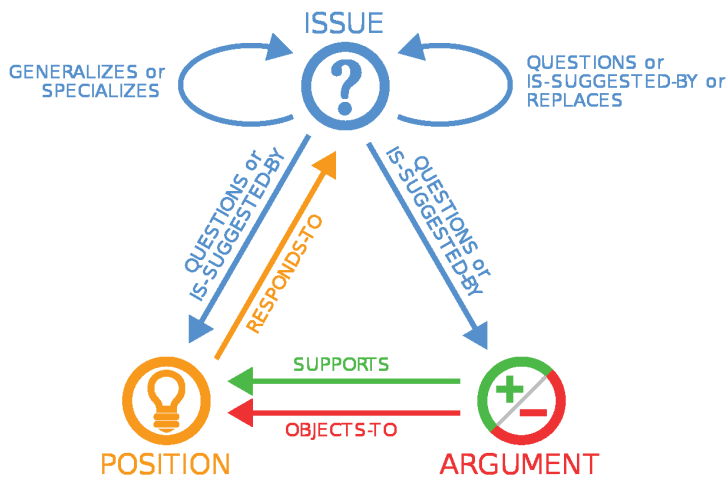 ISSUE
GENERALIZES or
SPECIALIZES
?
QUESTIONS or
IS-SUGGESTED-BY or
REPLACES
QUESTIONS or
IS-SUGGESTED-BY
RESPONDS-TO
QUESTIONS or
IS-SUGGESTED-BY
SUPPORTS
+
−
OBJECTS-TO
POSITION
ARGUMENT